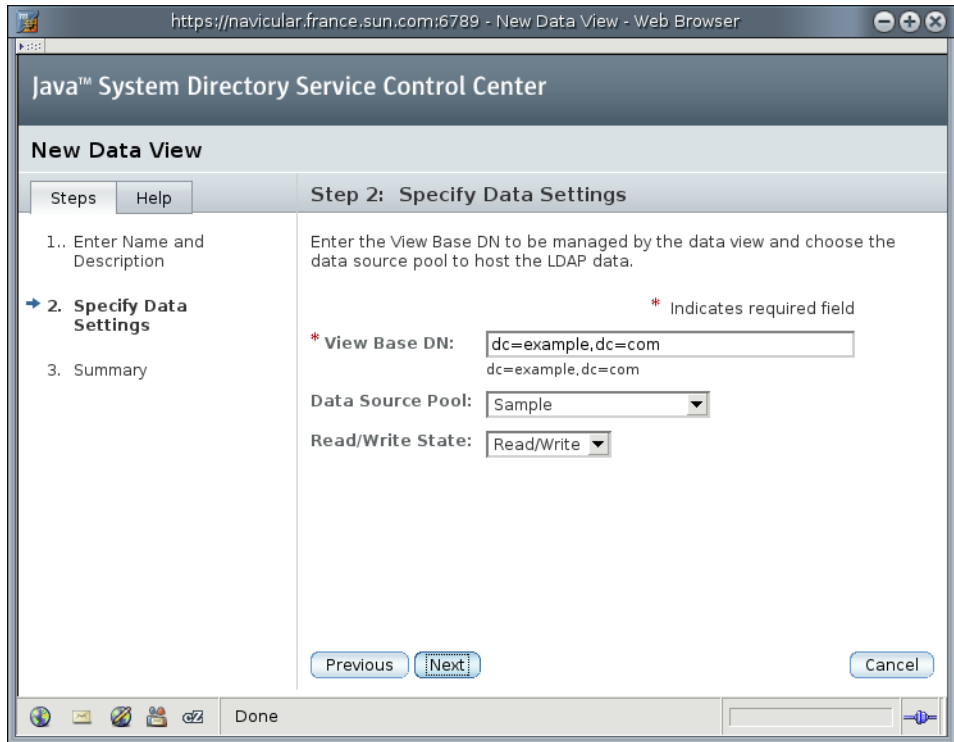 https://navicular.france.sun.com:6789 - New Data View - Web Browser
Java™ System Directory Service Control Center
New Data View
Steps
Help
1.. Enter Name and
Description
2. Specify Data
Settings
3. Summary
Step 2: Specify Data Settings
Enter the View Base DN to be managed by the data view and choose the
data source pool to host the LDAP data.
* Indicates required field
* View Base DN: dc=example,dc=com
dc=example,dc=com
Data Source Pool: Sample
Read/Write State: Read/Write
Previous
Next
Cancel
Done